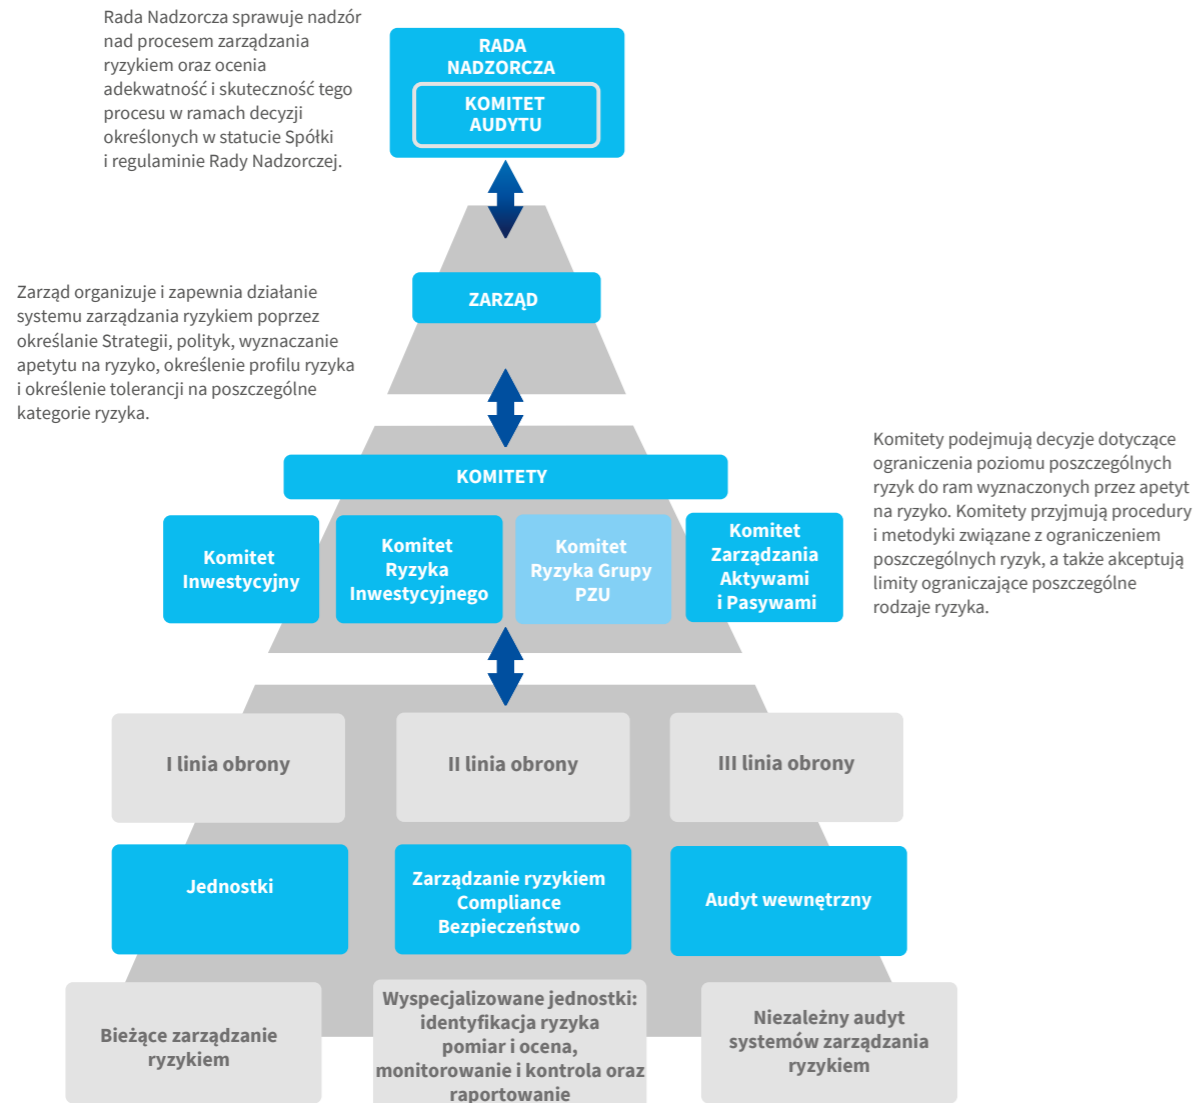 Rada Nadzorcza sprawuje nadzór
nad procesem zarządzania
ryzykiem oraz ocenia
adekwatność i skuteczność tego
procesu w ramach decyzji
określonych w statucie Spółki
i regulaminie Rady Nadzorczej.
RADA
NADZORCZA
KOMITET
AUDYTU
Zarząd organizuje i zapewnia działanie
systemu zarządzania ryzykiem poprzez
określanie Strategii, polityk, wyznaczanie
apetytu na ryzyko, określenie profilu ryzyka
i określenie tolerancji na poszczególne
kategorie ryzyka.
ZARZĄD
KOMITETY
Komitet
Inwestycyjny
Komitet
Ryzyka
Inwestycyjnego
Komitet
Ryzyka Grupy
PZU
Komitet
Zarządzania
Aktywami
i Pasywami
Komitety podejmują decyzje dotyczące
ograniczenia poziomu poszczególnych
ryzyk do ram wyznaczonych przez apetyt
na ryzyko. Komitety przyjmują procedury
i metodyki związane z ograniczeniem
poszczególnych ryzyk, a także akceptują
limity ograniczające poszczególne
rodzaje ryzyka.
I linia obrony
II linia obrony
III linia obrony
Jednostki
Zarządzanie ryzykiem
Compliance
Bezpieczeństwo
Audyt wewnętrzny
Bieżące zarządzanie
ryzykiem
Wyspecjalizowane jednostki:
identyfikacja ryzyka
pomiar i ocena,
monitorowanie i kontrola oraz
raportowanie
Niezależny audyt
systemów zarządzania
ryzykiem